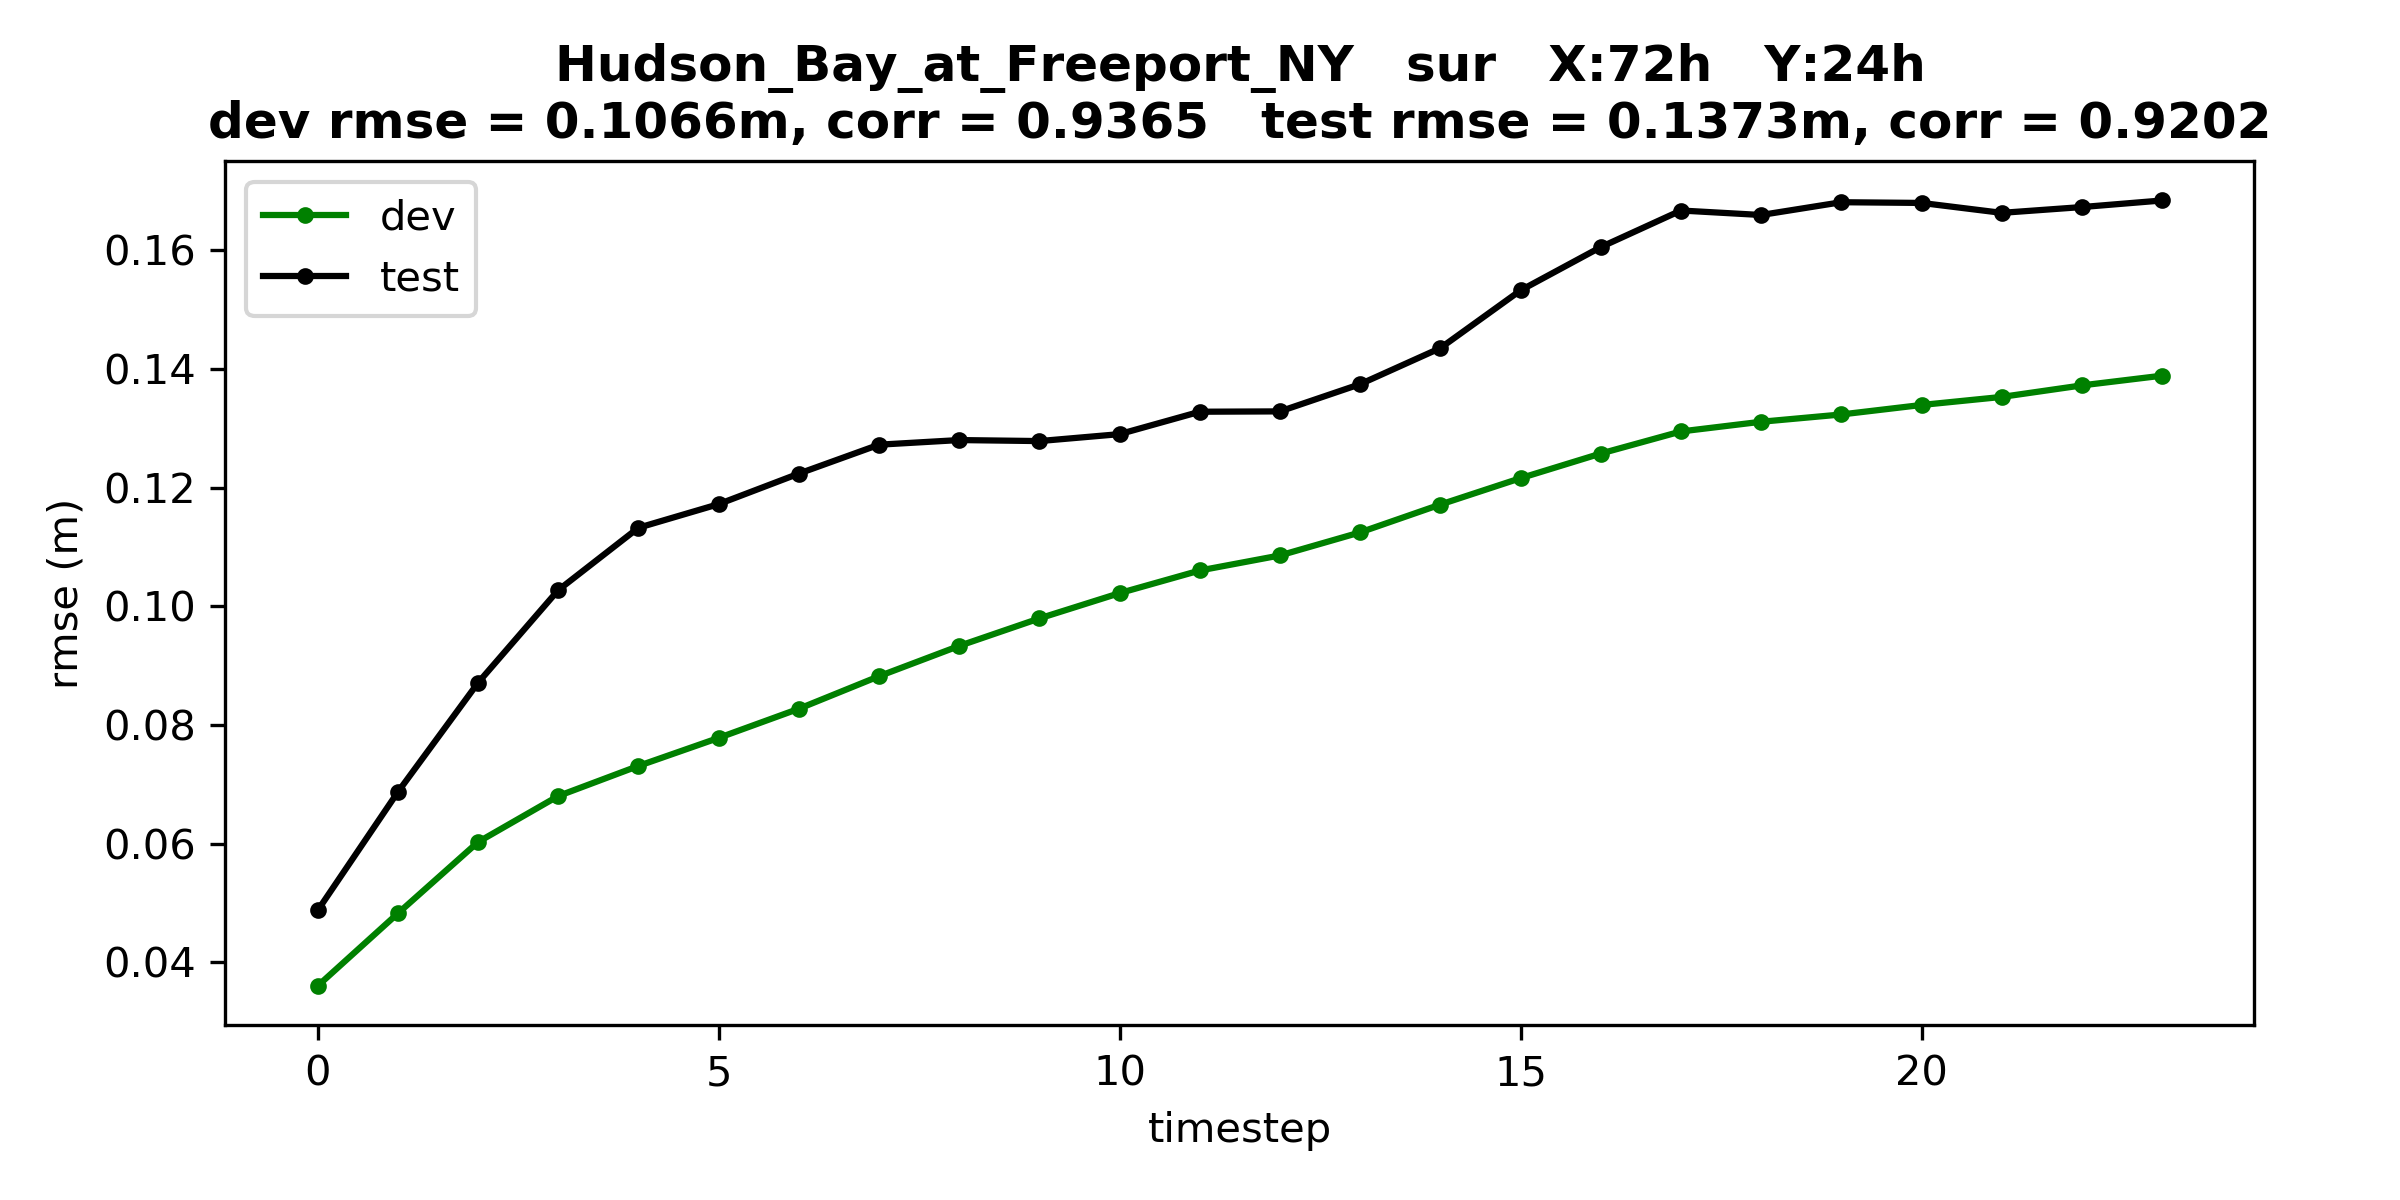 Hudson_Bay_at_Freeport_NY   sur   X:72h   Y:24h
dev rmse = 0.1066m, corr = 0.9365   test rmse = 0.1373m, corr = 0.9202
dev
test
0.16
0.14
0.12
0.10
0.08
0.06
0.04
rmse (m)
0 5 10 15 20
timestep